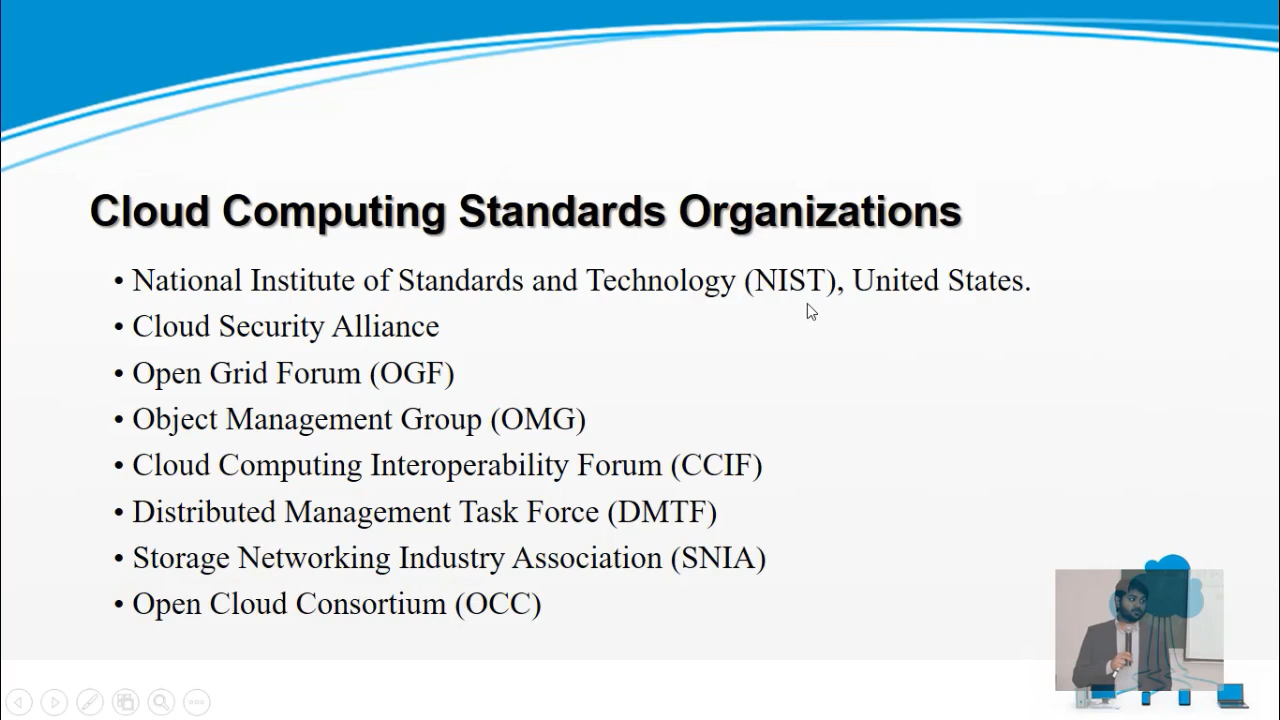 Cloud Computing Standards Organizations
• National Institute of Standards and Technology (NIST), United States.
• Cloud Security Alliance
• Open Grid Forum (OGF)
• Object Management Group (OMG)
• Cloud Computing Interoperability Forum (CCIF)
• Distributed Management Task Force (DMTF)
• Storage Networking Industry Association (SNIA)
• Open Cloud Consortium (OCC)